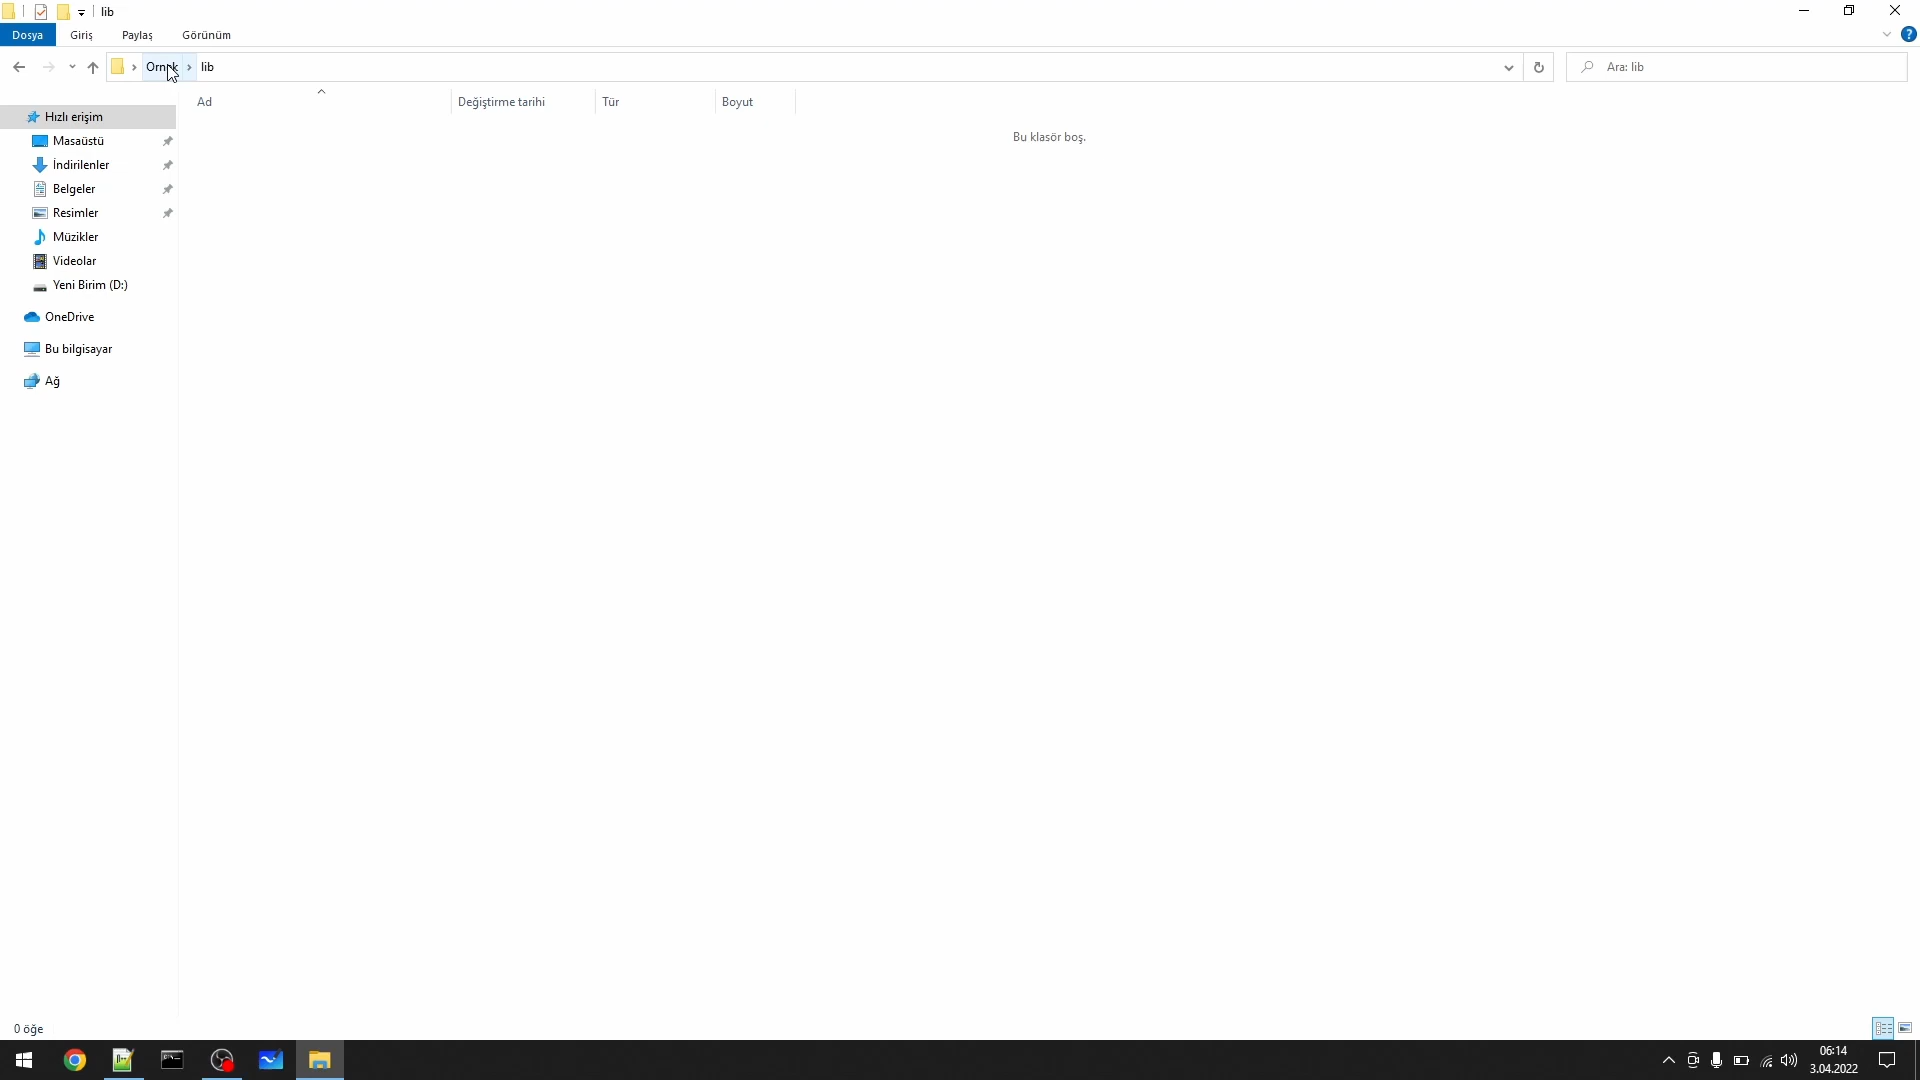 lib
Dosya Giriş Paylaş Görünüm
lib Ara: lib
Ad Değiştirme tarihi Tür Boyut
Bu klasör boş.
Hızlı erişim
Masaüstü
İndirilenler
Belgeler
Resimler
Müzikler
Videolar
Yeni Birim (D:)
OneDrive
Bu bilgisayar
Ağ
0 öğe
06:14
3.04.2022